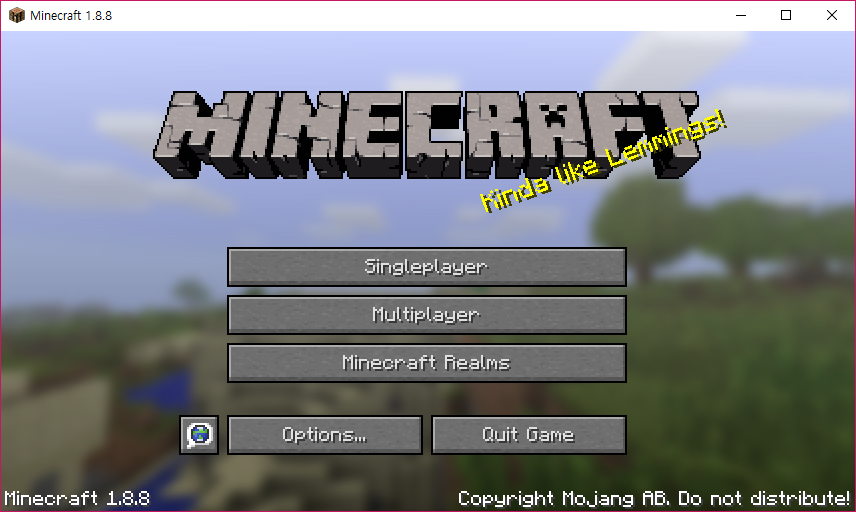 Minecraft 1.8.8
MINECRAFT
Kinda like Lemmings!
Singleplayer
Multiplayer
Minecraft Realms
Options...
Quit Game
Minecraft 1.8.8
Copyright Mojang AB. Do not distribute!